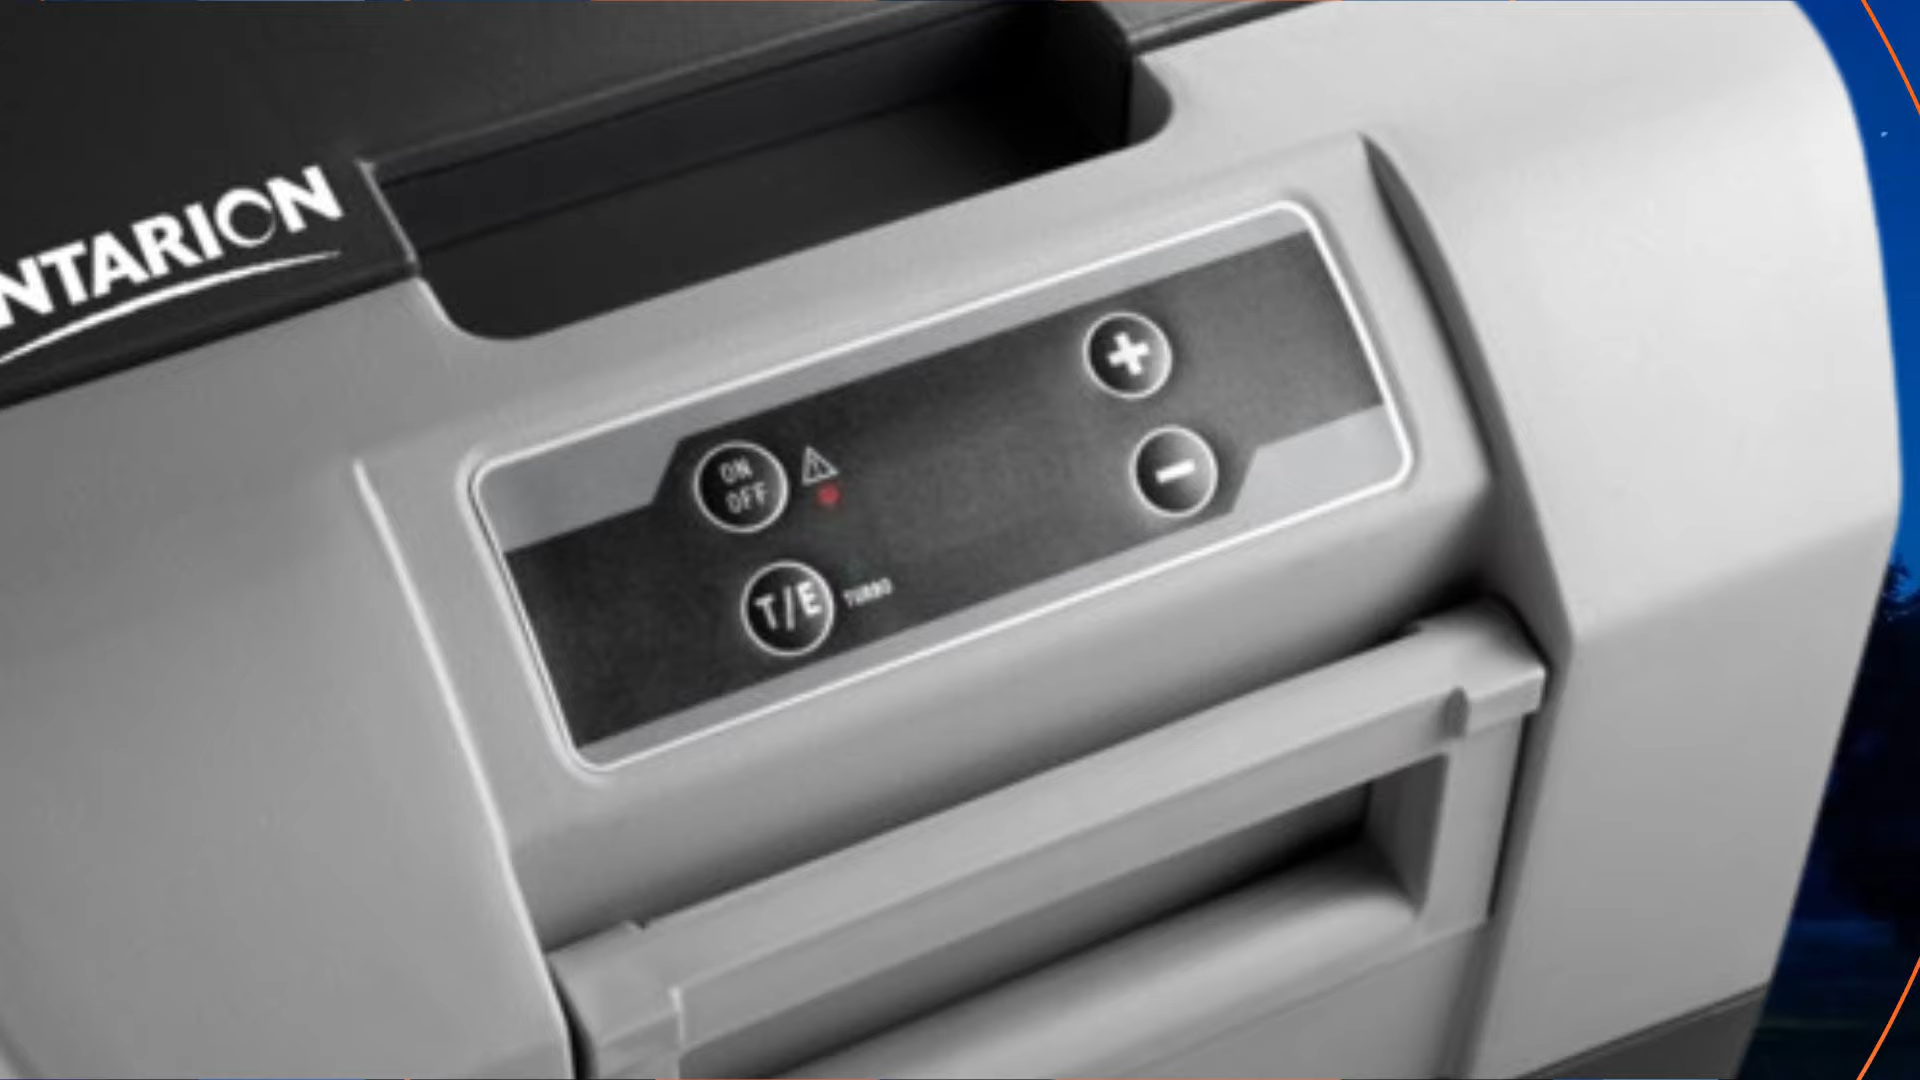 NTARION
+
ON
OFF
-
T/E
TURBO